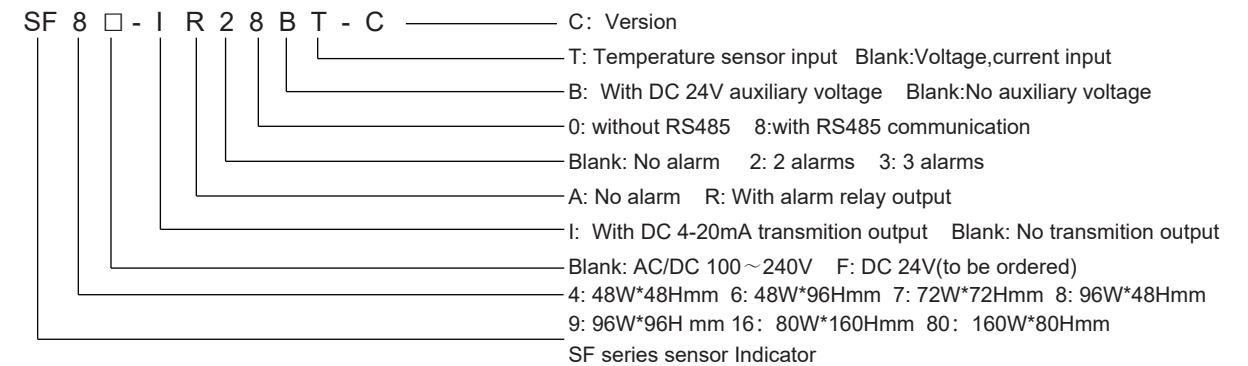 SF 8 □ - I R 2 8 B T - C
C: Version
T: Temperature sensor input Blank:Voltage,current input
B: With DC 24V auxiliary voltage Blank:No auxiliary voltage
0: without RS485 8:with RS485 communication
Blank: No alarm 2: 2 alarms 3: 3 alarms
A: No alarm R: With alarm relay output
I: With DC 4-20mA transmition output Blank: No transmition output
Blank: AC/DC 100～240V F: DC 24V(to be ordered)
4: 48W*48Hmm 6: 48W*96Hmm 7: 72W*72Hmm 8: 96W*48Hmm
9: 96W*96H mm 16：80W*160Hmm 80：160W*80Hmm
SF series sensor Indicator